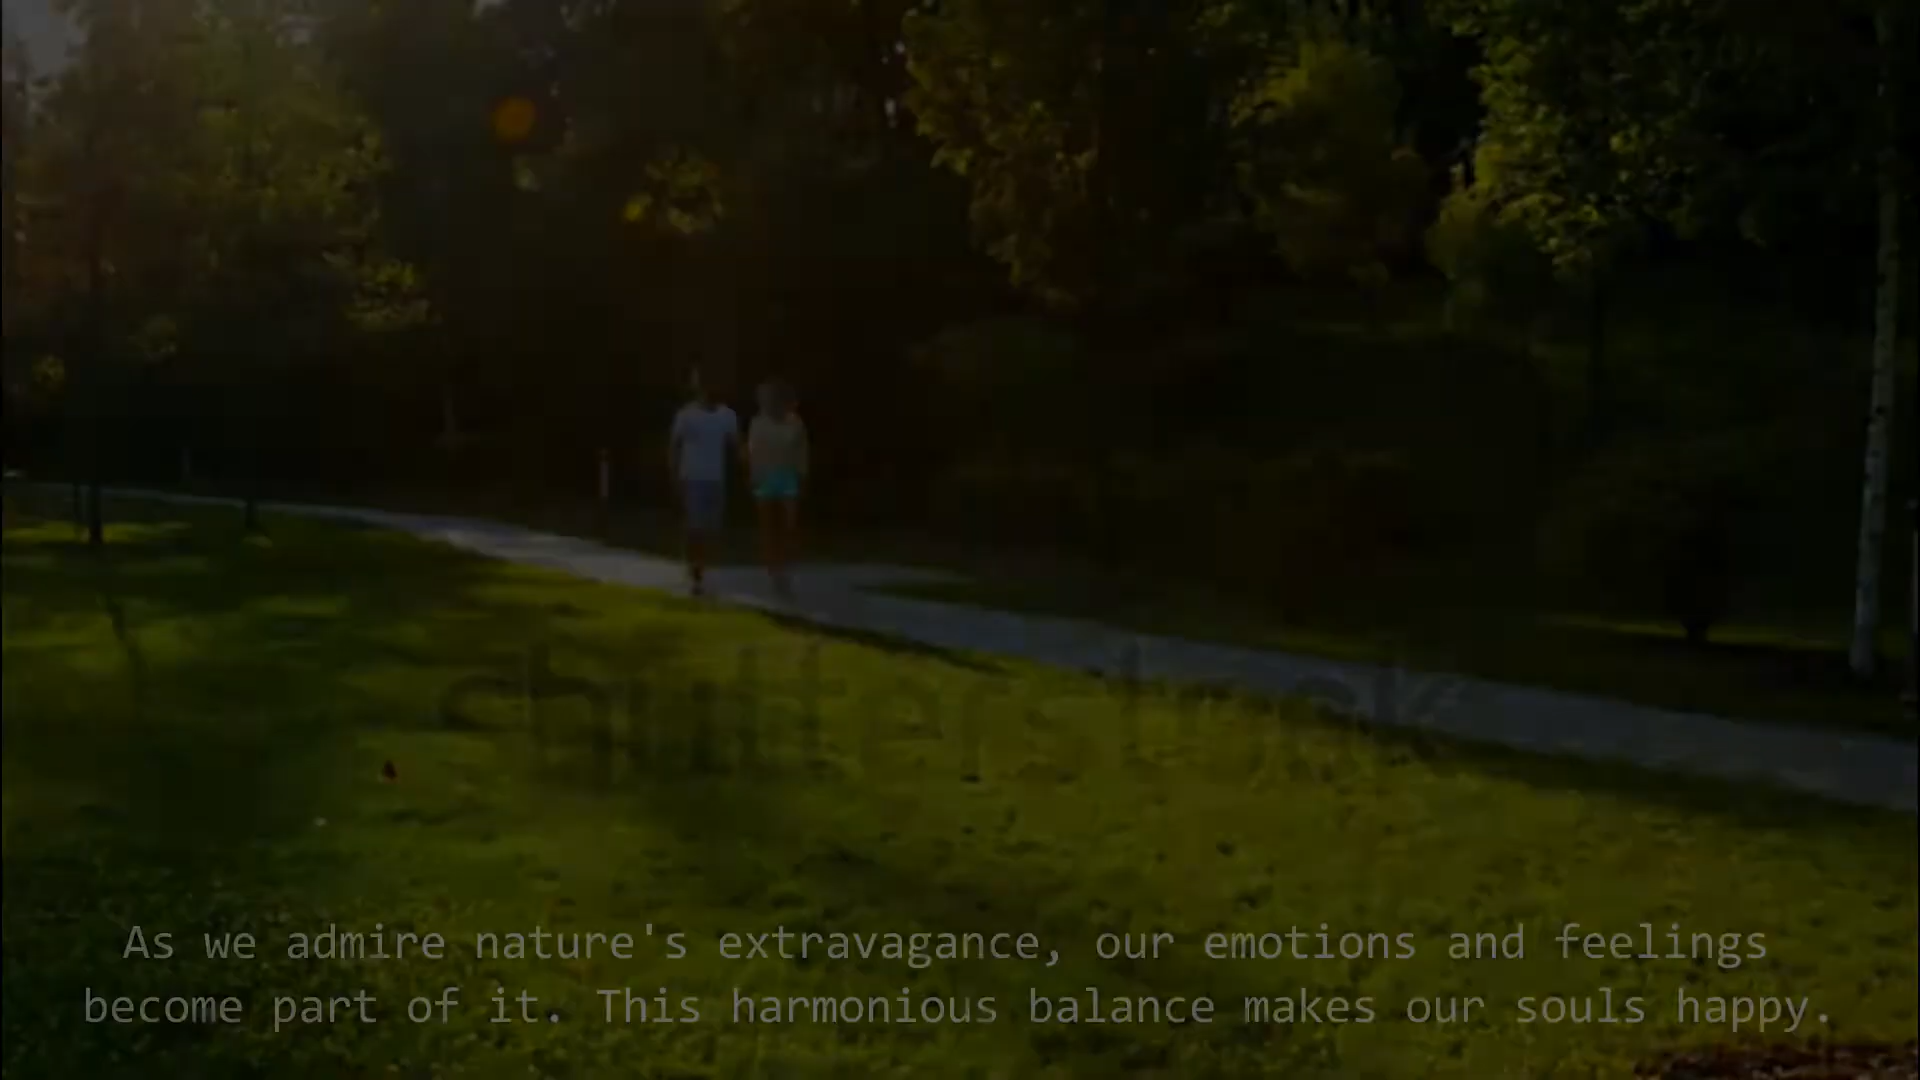 shutterstock
As we admire nature's extravagance, our emotions and feelings
become part of it. This harmonious balance makes our souls happy.